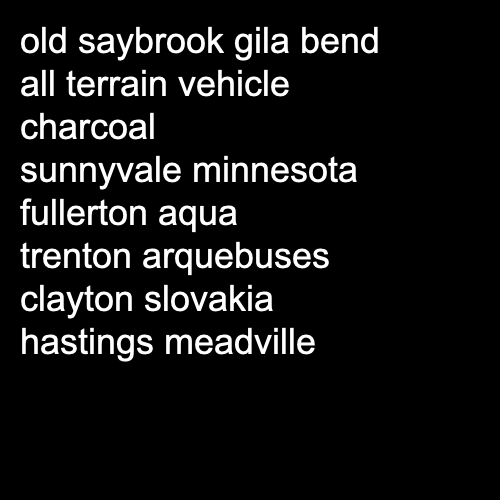 old saybrook gila bend
all terrain vehicle
charcoal
sunnyvale minnesota
fullerton aqua
trenton arquebuses
clayton slovakia
hastings meadville